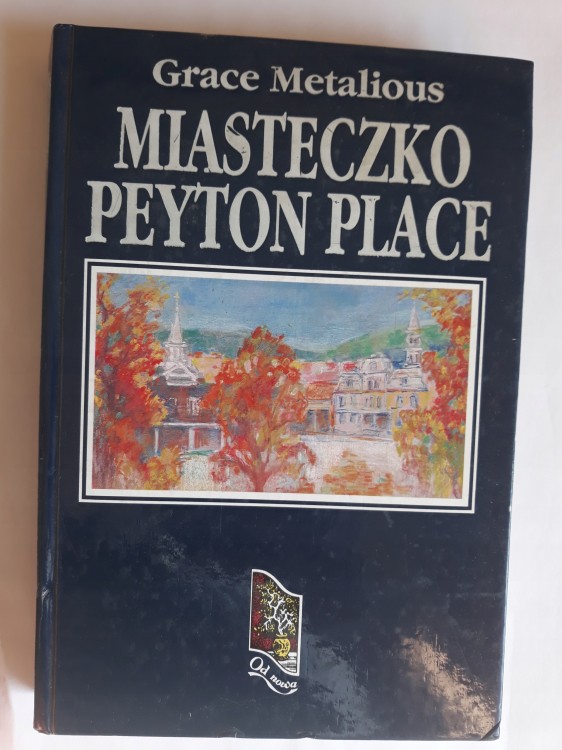 Grace Metalious
MIASTECZKO
PEYTON PLACE
Od nowa